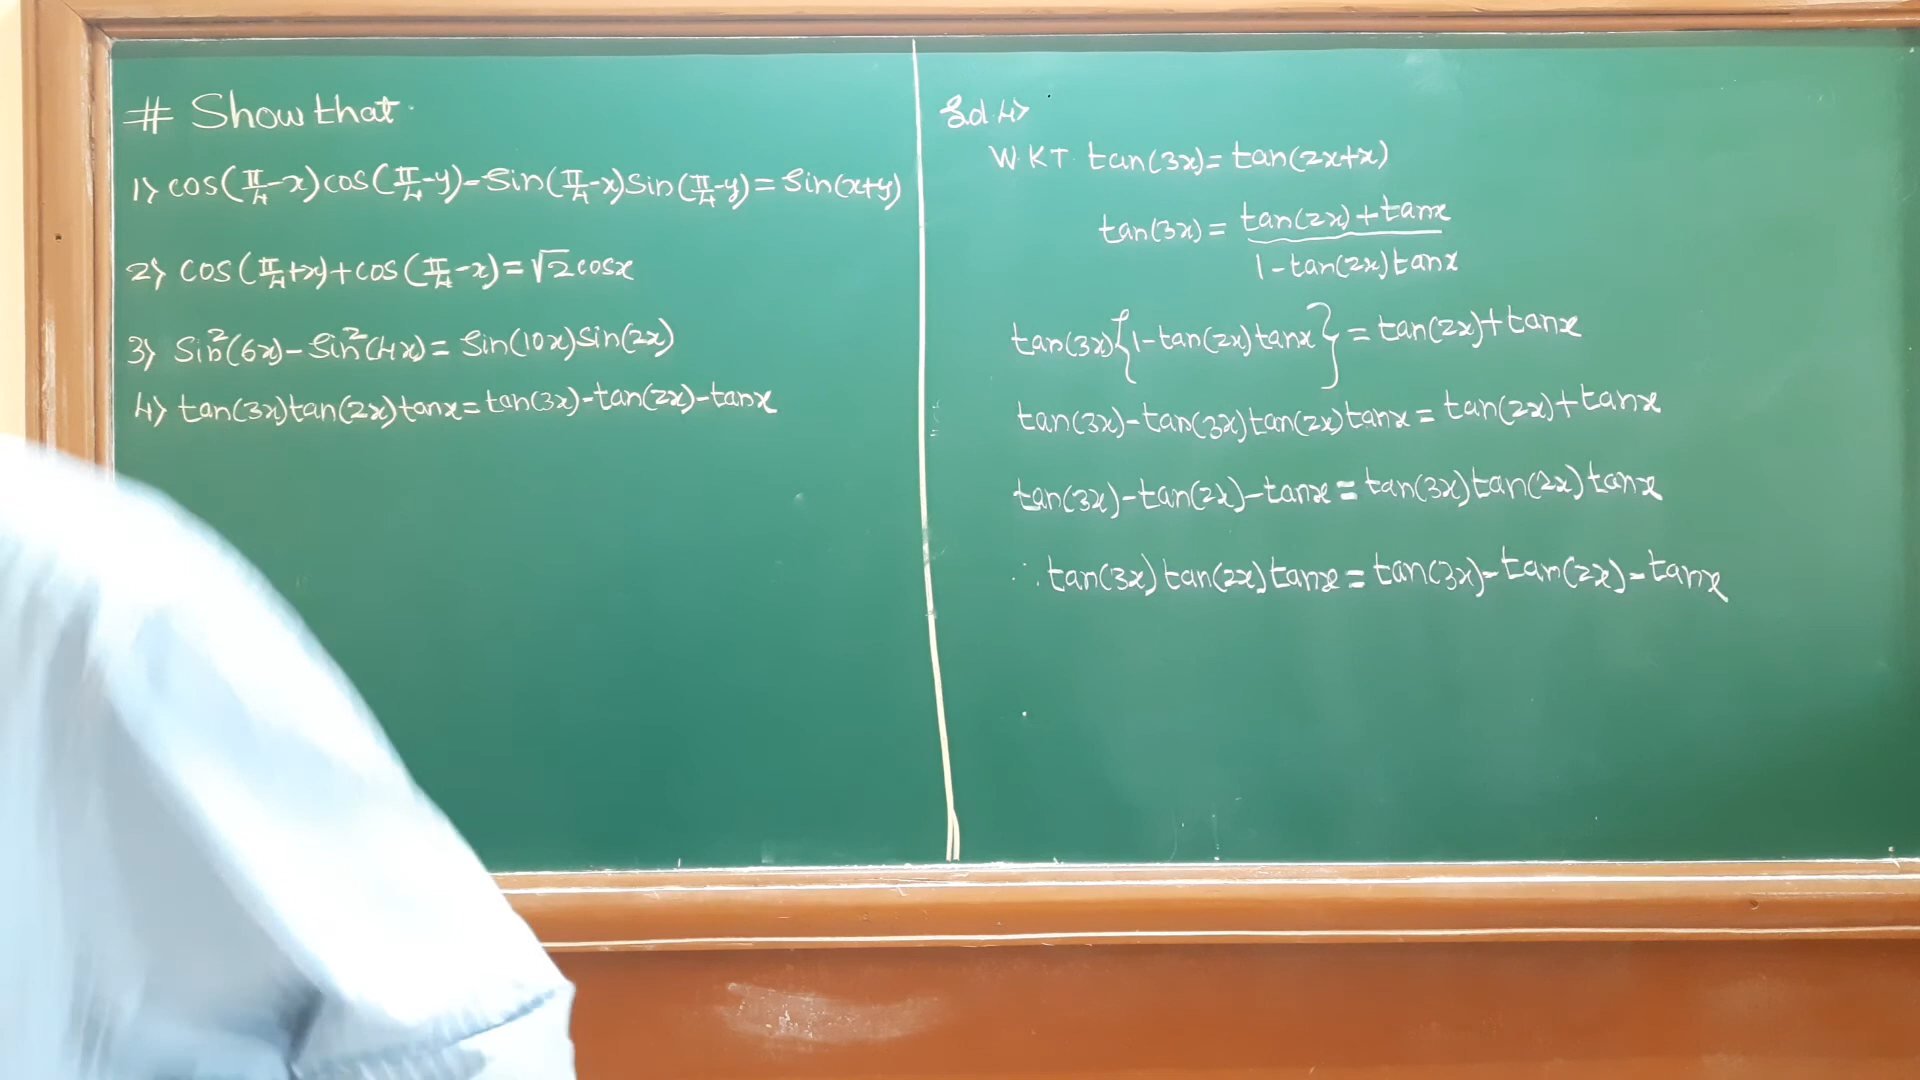 # Show that
1) cos(π/4-x)cos(π/4-y)-sin(π/4-x)sin(π/4-y)=sin(x+y)
2) cos(π/4+x)+cos(π/4-x)=√2cosx
3) sin²(6x)-sin²(4x)=sin(10x)sin(2x)
4) tan(3x)tan(2x)tanx=tan(3x)-tan(2x)-tanx
Sol.4)
W.K.T. tan(3x)=tan(2x+x)
tan(3x)= tan(2x)+tanx / 1-tan(2x)tanx
tan(3x){1-tan(2x)tanx}=tan(2x)+tanx
tan(3x)-tan(3x)tan(2x)tanx=tan(2x)+tanx
tan(3x)-tan(2x)-tanx=tan(3x)tan(2x)tanx
∴ tan(3x)tan(2x)tanx=tan(3x)-tan(2x)-tanx